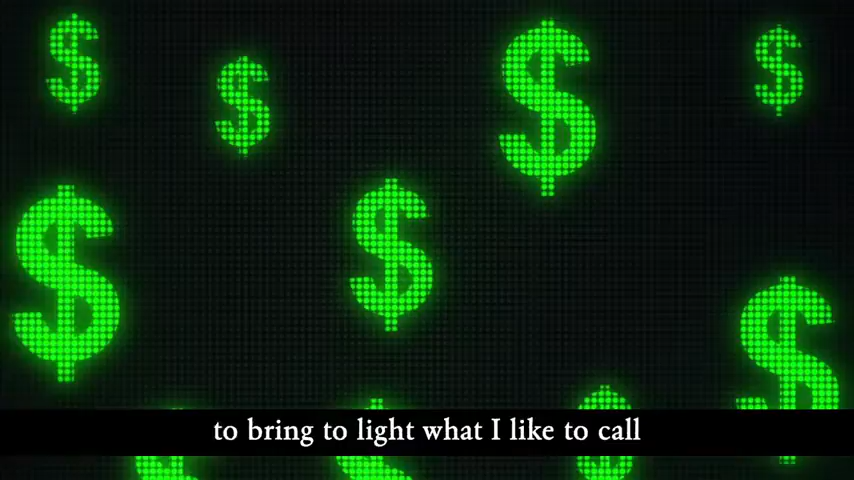 $ $ $ $
$ $ $
$ $ $
to bring to light what I like to call